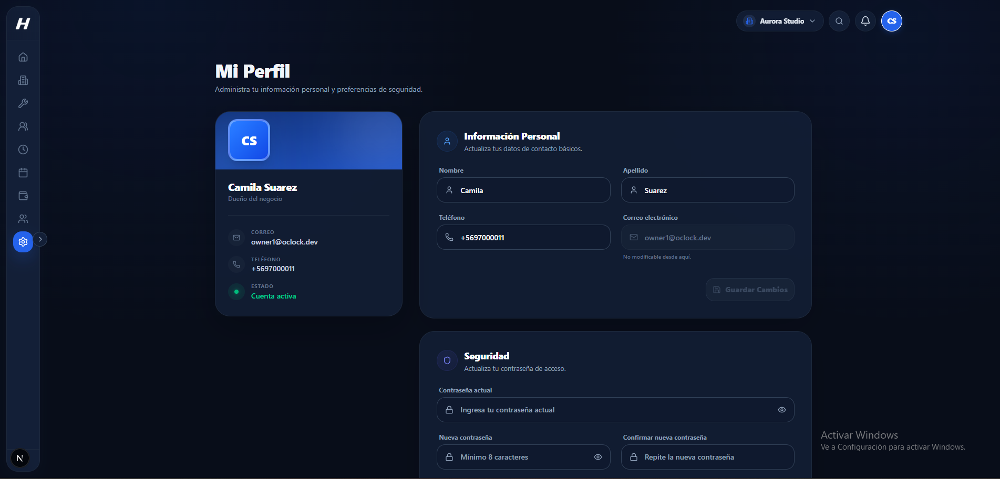 H
Aurora Studio
CS
Mi Perfil
Administra tu información personal y preferencias de seguridad.
CS
Camila Suarez
Dueño del negocio
CORREO
owner1@oclock.dev
TELÉFONO
+5697000011
ESTADO
Cuenta activa
Información Personal
Actualiza tus datos de contacto básicos.
Nombre
Camila
Apellido
Suarez
Teléfono
+5697000011
Correo electrónico
owner1@oclock.dev
No modificable desde aquí.
Guardar Cambios
Seguridad
Actualiza tu contraseña de acceso.
Contraseña actual
Ingresa tu contraseña actual
Nueva contraseña
Mínimo 8 caracteres
Confirmar nueva contraseña
Repite la nueva contraseña
N
Activar Windows
Ve a Configuración para activar Windows.